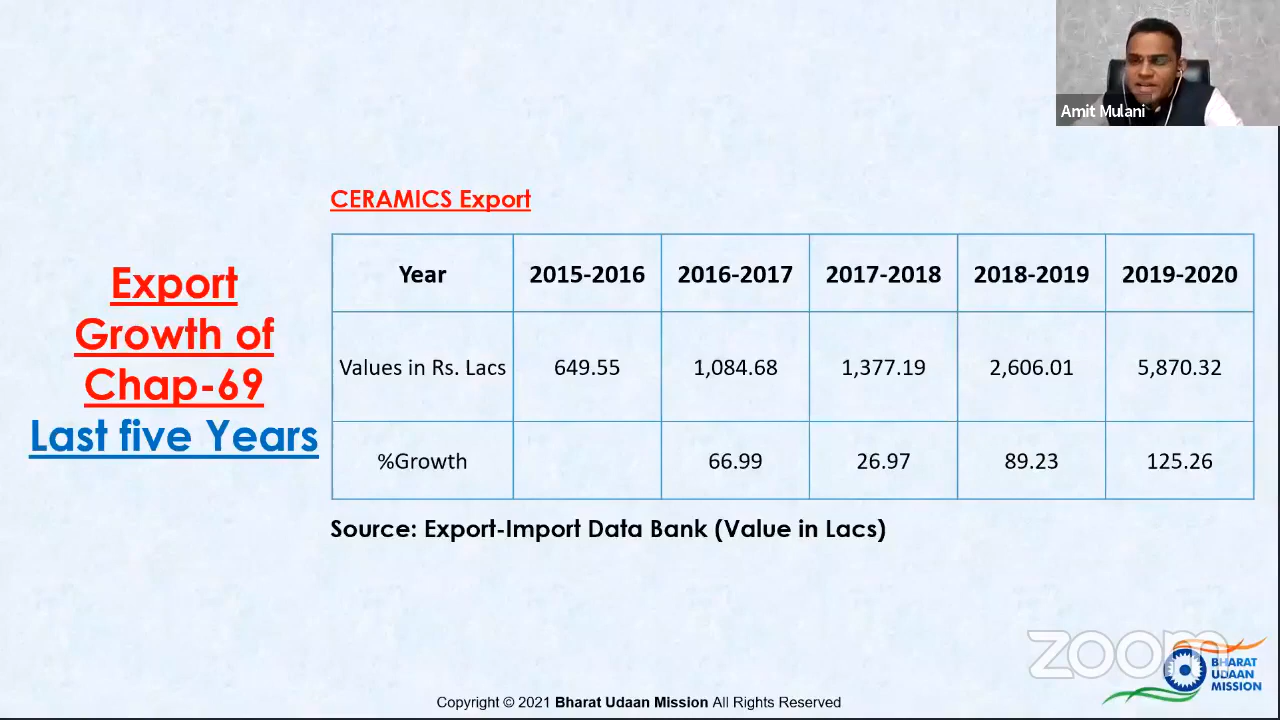 Amit Mulani
CERAMICS Export
Export
Growth of
Chap-69
Last five Years
Year 2015-2016 2016-2017 2017-2018 2018-2019 2019-2020
Values in Rs. Lacs 649.55 1,084.68 1,377.19 2,606.01 5,870.32
%Growth 66.99 26.97 89.23 125.26
Source: Export-Import Data Bank (Value in Lacs)
zoom
BHARAT
UDAAN
MISSION
Copyright © 2021 Bharat Udaan Mission All Rights Reserved